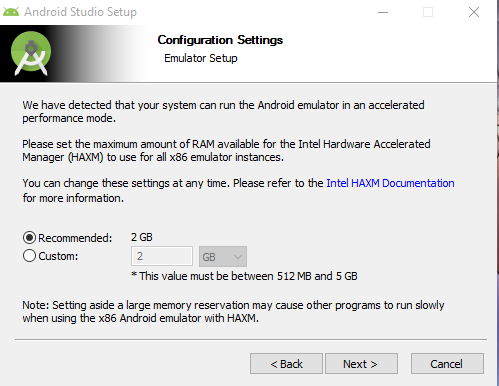 Android Studio Setup
Configuration Settings
Emulator Setup
We have detected that your system can run the Android emulator in an accelerated
performance mode.
Please set the maximum amount of RAM available for the Intel Hardware Accelerated
Manager (HAXM) to use for all x86 emulator instances.
You can change these settings at any time. Please refer to the Intel HAXM Documentation
for more information.
Recommended: 2 GB
Custom: 2 GB
* This value must be between 512 MB and 5 GB
Note: Setting aside a large memory reservation may cause other programs to run slowly
when using the x86 Android emulator with HAXM.
< Back Next > Cancel